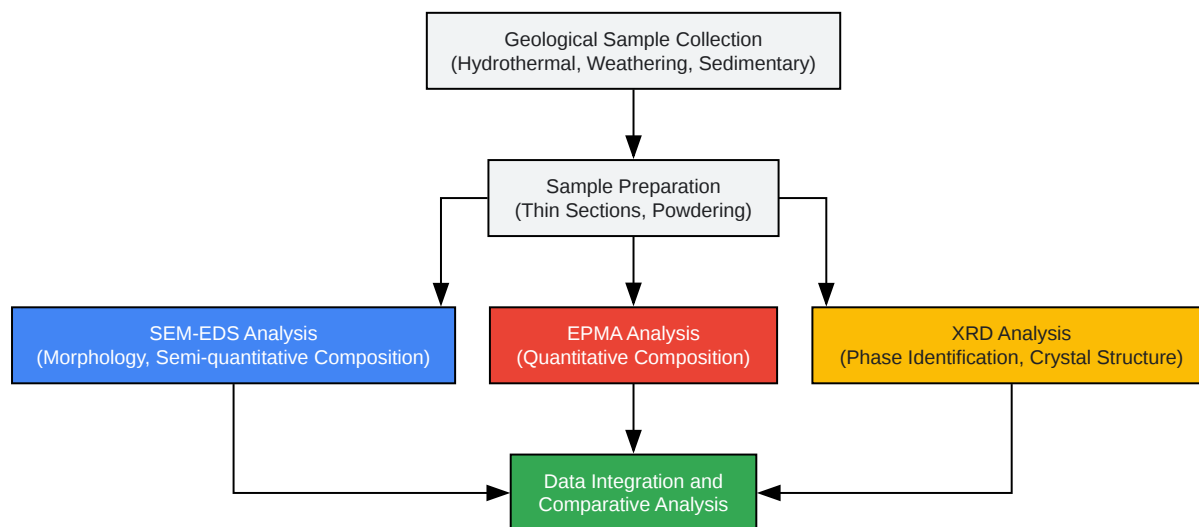 Geological Sample Collection
(Hydrothermal, Weathering, Sedimentary)
Sample Preparation
(Thin Sections, Powdering)
SEM-EDS Analysis
(Morphology, Semi-quantitative Composition)
EPMA Analysis
(Quantitative Composition)
XRD Analysis
(Phase Identification, Crystal Structure)
Data Integration and
Comparative Analysis